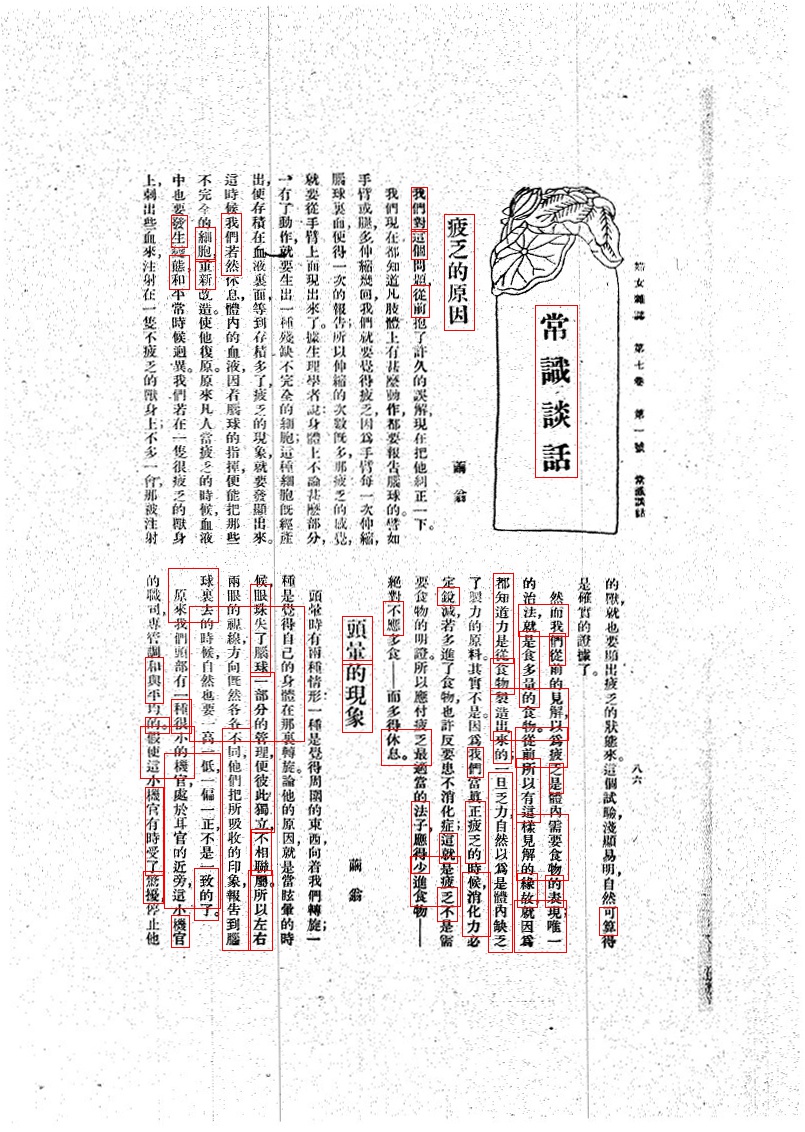 婦女雜誌　第七卷　第一號　常識談話
八六
常識談話
疲乏的原因
繭翁
我們對這個問題，從前抱了許久的誤解，現在把他糾正一下。
我們現在都知道凡肢體上有甚麼動作，都要報告腦球的。譬如
手臂或腿，多伸縮幾回，我們就要覺得疲乏，因爲手臂每一次伸縮，
腦球裏面便得一次的報告；所以伸縮的次數既多，那疲乏的感覺，
就要從手臂上面現出來了。據生理學者說：身體上不論甚麼部分，
一有了動作，就要生出一種殘缺不完全的細胞；這種細胞既經產
出，便存積在血液裏面，等到存積多了，疲乏的現象，就要發顯出來。
這時候我們若然休息，體內的血液，因着腦球的指揮，便能把那些
不完全的細胞，重新改造，使他復原。原來凡人當疲乏的時候，血液
中也要發生變態，和平常時候迥異。我們若在一隻很疲乏的獸身
上，刺出些血來，注射在一隻不疲乏的獸身上，不多一會，那被注射
的獸，就也要顯出疲乏的狀態來。這個試驗，淺顯易明，自然可算得
是確實的證據了。
然而我們從前的見解，以爲疲乏是體內需要食物的表現；唯一
的治法，就是食多量的食物。從前所以有這樣見解的緣故，就因爲
都知道力是從食物製造出來的；一旦乏力，自然以爲是體內缺乏
了製力的原料。其實不是。因爲我們當眞正疲乏的時候，消化力必
定銳減；若多進了食物，也許反要患不消化症；這就是疲乏不是需
要食物的明證。所以應付疲乏最適當的法子，應得少進食物——
絕對不應多食——而多得休息。
頭暈的現象
繭翁
頭暈時有兩種情形：一種是覺得周圍的東西，向着我們轉旋；一
種是覺得自己的身體在那裏轉旋。論他的原因，就是當眩暈的時
候，眼珠失了腦球一部分的管理，便彼此獨立，不相聯屬。所以左右
兩眼的視線方向既然各各不同，他們把所吸收的印象，報告到腦
球裏去的時候，自然也要一高一低，一偏一正，不是一致的了。
原來我們頭部有一種很小的機官，處於耳官的近旁，這小機官
的職司，專管調和與平均的。假使這小機官有時受了驚擾，停止他